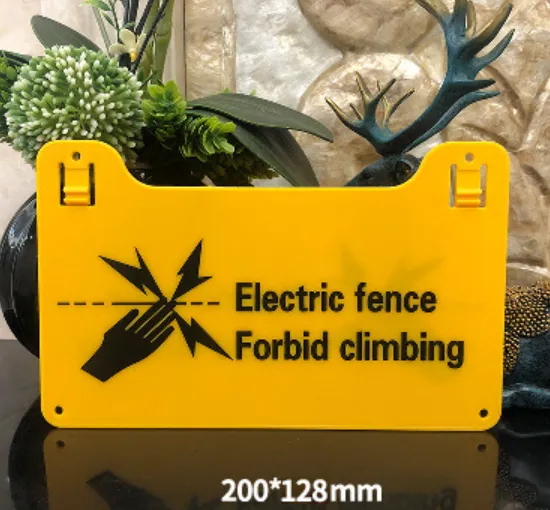 Electric fence
Forbid climbing
200*128mm